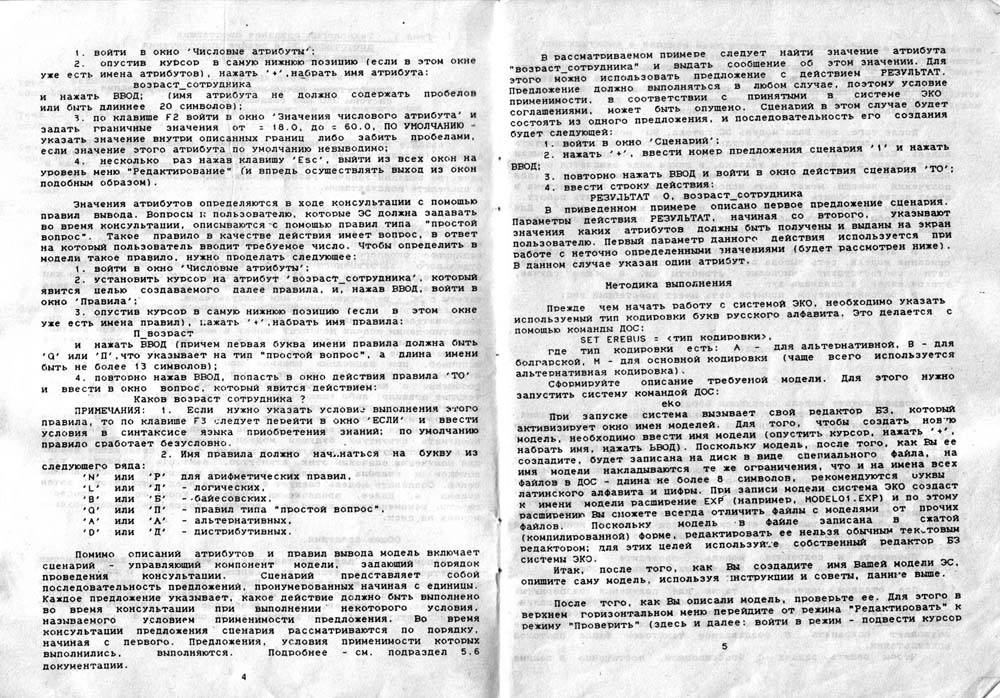 1. войти в окно 'Числовые атрибуты';
2. опустив курсор в самую нижнюю позицию (если в этом окне
уже есть имена атрибутов), нажать '+',набрать имя атрибута:
возраст_сотрудника
и нажать ВВОД; (имя атрибута не должно содержать пробелов
или быть длиннее 20 символов);
3. по клавише F2 войти в окно 'Значения числового атрибута' и
задать граничные значения от = 18.0, до = 60.0, ПО УМОЛЧАНИЮ -
указать значение внутри описанных границ либо забить пробелами,
если значение этого атрибута по умолчанию невыводимо;
4. несколько раз нажав клавишу 'Esc', выйти из всех окон на
уровень меню "Редактирование" (и впредь осуществлять выход из окон
подобным образом).
Значения атрибутов определяются в ходе консультации с помощью
правил вывода. Вопросы к пользователю, которые ЭС должна задавать
во время консультации, описываются с помощью правил типа "простой
вопрос". Такое правило в качестве действия имеет вопрос, в ответ
на который пользователь вводит требуемое число. Чтобы определить в
модели такое правило, нужно проделать следующее:
1. войти в окно 'Числовые атрибуты';
2. установить курсор на атрибут 'возраст_сотрудника', который
явится целью создаваемого далее правила, и, нажав ВВОД, войти в
окно 'Правила';
3. опустив курсор в самую нижнюю позицию (если в этом окне
уже есть имена правил), нажать '+',набрать имя правила:
П_возраст
и нажать ВВОД (причем первая буква имени правила должна быть
'Q' или 'П',что указывает на тип "простой вопрос", а длина имени
быть не более 13 символов);
4. повторно нажав ВВОД, попасть в окно действия правила 'ТО'
и ввести в окно вопрос, который явится действием:
Каков возраст сотрудника ?
ПРИМЕЧАНИЯ: 1. Если нужно указать условие выполнения этого
правила, то по клавише F3 следует перейти в окно 'ЕСЛИ' и ввести
условия в синтаксисе языка приобретения знаний; по умолчанию
правило сработает безусловно.
2. Имя правила должно начинаться на букву из
следующего ряда:
'N' или 'Р' для арифметических правил,
'L' или 'Л' - логических,
'B' или 'Б' - байесовских,
'Q' или 'П' - правил типа "простой вопрос",
'A' или 'А' - альтернативных,
'D' или 'Д' - дистрибутивных.
Помимо описаний атрибутов и правил вывода модель включает
сценарий - управляющий компонент модели, задающий порядок
проведения консультации. Сценарий представляет собой
последовательность предложений, пронумерованных начиная с единицы.
Каждое предложение указывает, какое действие должно быть выполнено
во время консультации при выполнении некоторого условия,
называемого условием применимости предложения. Во время
консультации предложения сценария рассматриваются по порядку,
начиная с первого. Предложения, условия применимости которых
выполнились, выполняются. Подробнее - см. подраздел 5.6
документации.
4
В рассматриваемом примере следует найти значение атрибута
"возраст_сотрудника" и выдать сообщение об этом значении. Для
этого можно использовать предложение с действием РЕЗУЛЬТАТ.
Предложение должно выполняться в любом случае, поэтому условие
применимости, в соответствии с принятыми в системе ЭКО
соглашениями, может быть опущено. Сценарий в этом случае будет
состоять из одного предложения, и последовательность его создания
будет следующей:
1. войти в окно 'Сценарий';
2. нажать '+', ввести номер предложения сценария '1' и нажать
ВВОД;
3. повторно нажать ВВОД и войти в окно действия сценария 'ТО';
4. ввести строку действия:
РЕЗУЛЬТАТ 0, возраст_сотрудника
В приведенном примере описано первое предложение сценария.
Параметры действия РЕЗУЛЬТАТ, начиная со второго, указывают
значения каких атрибутов должны быть получены и выданы на экран
пользователю. Первый параметр данного действия используется при
работе с неточно определенными значениями (будет рассмотрен ниже).
В данном случае указан один атрибут.
Методика выполнения
Прежде чем начать работу с системой ЭКО, необходимо указать
используемый тип кодировки букв русского алфавита. Это делается с
помощью команды ДОС:
SET EREBUS = <тип кодировки>,
где тип кодировки есть: А - для альтернативной, В - для
болгарской, М - для основной кодировки (чаще всего используется
альтернативная кодировка).
Сформируйте описание требуемой модели. Для этого нужно
запустить систему командой ДОС:
eko
При запуске система вызывает свой редактор БЗ, который
активизирует окно имен моделей. Для того, чтобы создать новую
модель, необходимо ввести имя модели (опустить курсор, нажать '+',
набрать имя, нажать ВВОД). Поскольку модель, после того, как Вы ее
создадите, будет записана на диск в виде специального файла, на
имя модели накладываются те же ограничения, что и на имена всех
файлов в ДОС - длина не более 8 символов, рекомендуются буквы
латинского алфавита и цифры. При записи модели система ЭКО создаст
к имени модели расширение EXP (например, MODEL01.EXP) и по этому
расширению Вы сможете всегда отличить файлы с моделями от прочих
файлов. Поскольку модель в файле записана в сжатой
(компилированной) форме, редактировать ее нельзя обычным текстовым
редактором; для этих целей используйте собственный редактор БЗ
системы ЭКО.
Итак, после того, как Вы создадите имя Вашей модели ЭС,
опишите саму модель, используя инструкции и советы, данные выше.
После того, как Вы описали модель, проверьте ее. Для этого в
верхнем горизонтальном меню перейдите от режима "Редактировать" к
режиму "Проверить" (здесь и далее: войти в режим - подвести курсор
5